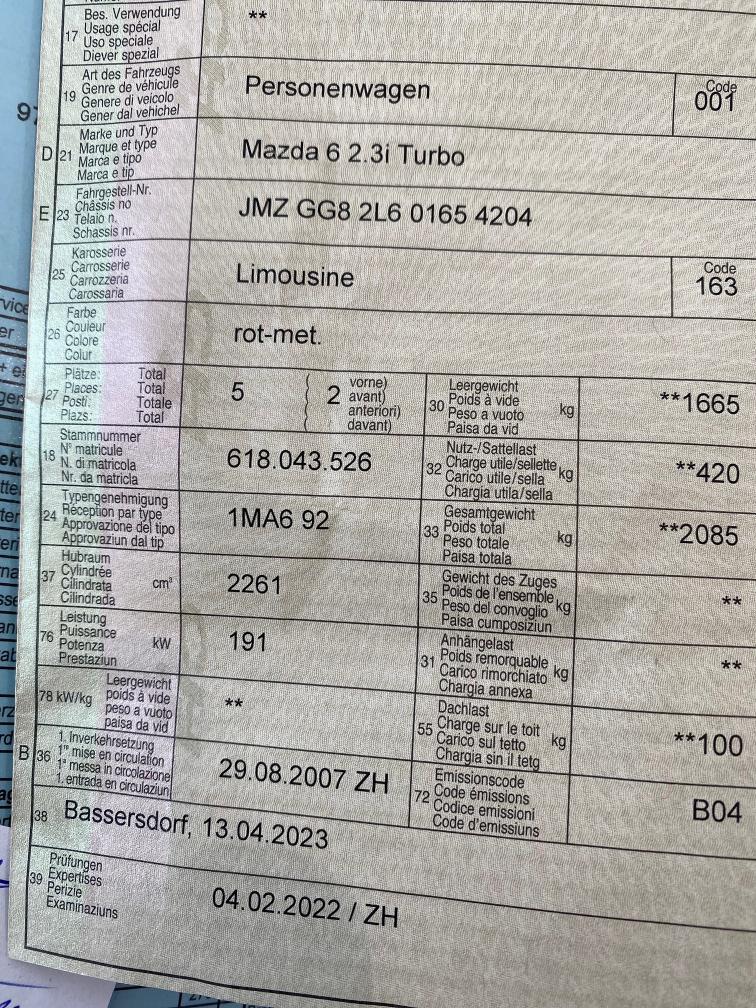 17 Bes. Verwendung
Usage spécial
Uso speciale
Diever spezial
**
19 Art des Fahrzeugs
Genre de véhicule
Genere di veicolo
Gener dal vehichel
Personenwagen
Code
001
D 21 Marke und Typ
Marque et type
Marca e tipo
Marca e tip
Mazda 6 2.3i Turbo
E 23 Fahrgestell-Nr.
Châssis no
Telaio n.
Schassis nr.
JMZ GG8 2L6 0165 4204
25 Karosserie
Carrosserie
Carrozzeria
Carossaria
Limousine
Code
163
26 Farbe
Couleur
Colore
Colur
rot-met.
27 Plätze: Total
Places: Total
Posti: Totale
Plazs: Total
5
2 vorne)
avant)
anteriori)
davant)
30 Leergewicht
Poids à vide
Peso a vuoto
Paisa da vid
kg
**1665
18 Stammnummer
N° matricule
N. di matricola
Nr. da matricla
618.043.526
32 Nutz-/Sattellast
Charge utile/sellette
Carico utile/sella
Chargia utila/sella
kg
**420
24 Typengenehmigung
Réception par type
Approvazione del tipo
Approvaziun dal tip
1MA6 92
33 Gesamtgewicht
Poids total
Peso totale
Paisa totala
kg
**2085
37 Hubraum
Cylindrée
Cilindrata
Cilindrada
cm³
2261
35 Gewicht des Zuges
Poids de l'ensemble
Peso del convoglio
Paisa cumposiziun
kg
**
76 Leistung
Puissance
Potenza
Prestaziun
kW
191
31 Anhängelast
Poids remorquable
Carico rimorchiato
Chargia annexa
kg
**
78 kW/kg Leergewicht
poids à vide
peso a vuoto
paisa da vid
**
55 Dachlast
Charge sur le toit
Carico sul tetto
Chargia sin il tetg
kg
**100
B 36 1. Inverkehrsetzung
1re mise en circulation
1a messa in circolazione
1. entrada en circulaziun
29.08.2007 ZH
72 Emissionscode
Code émissions
Codice emissioni
Code d'emissiuns
B04
38 Bassersdorf, 13.04.2023
39 Prüfungen
Expertises
Perizie
Examinaziuns
04.02.2022 / ZH